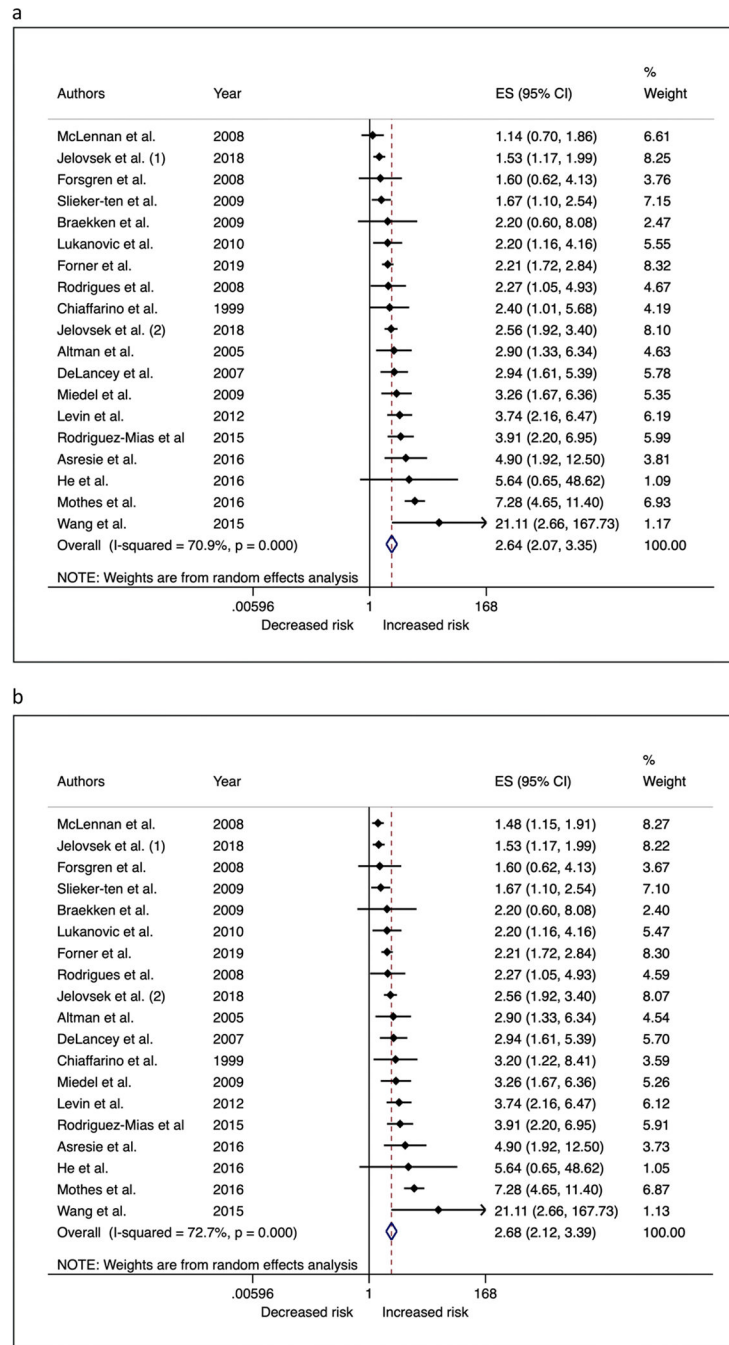 a
%
Authors Year ES (95% CI) Weight
McLennan et al. 2008 1.14 (0.70, 1.86) 6.61
Jelovsek et al. (1) 2018 1.53 (1.17, 1.99) 8.25
Forsgren et al. 2008 1.60 (0.62, 4.13) 3.76
Slieker-ten et al. 2009 1.67 (1.10, 2.54) 7.15
Braekken et al. 2009 2.20 (0.60, 8.08) 2.47
Lukanovic et al. 2010 2.20 (1.16, 4.16) 5.55
Forner et al. 2019 2.21 (1.72, 2.84) 8.32
Rodrigues et al. 2008 2.27 (1.05, 4.93) 4.67
Chiaffarino et al. 1999 2.40 (1.01, 5.68) 4.19
Jelovsek et al. (2) 2018 2.56 (1.92, 3.40) 8.10
Altman et al. 2005 2.90 (1.33, 6.34) 4.63
DeLancey et al. 2007 2.94 (1.61, 5.39) 5.78
Miedel et al. 2009 3.26 (1.67, 6.36) 5.35
Levin et al. 2012 3.74 (2.16, 6.47) 6.19
Rodriguez-Mias et al 2015 3.91 (2.20, 6.95) 5.99
Asresie et al. 2016 4.90 (1.92, 12.50) 3.81
He et al. 2016 5.64 (0.65, 48.62) 1.09
Mothes et al. 2016 7.28 (4.65, 11.40) 6.93
Wang et al. 2015 21.11 (2.66, 167.73) 1.17
Overall (I-squared = 70.9%, p = 0.000) 2.64 (2.07, 3.35) 100.00
NOTE: Weights are from random effects analysis
.00596 1 168
Decreased risk Increased risk
b
%
Authors Year ES (95% CI) Weight
McLennan et al. 2008 1.48 (1.15, 1.91) 8.27
Jelovsek et al. (1) 2018 1.53 (1.17, 1.99) 8.22
Forsgren et al. 2008 1.60 (0.62, 4.13) 3.67
Slieker-ten et al. 2009 1.67 (1.10, 2.54) 7.10
Braekken et al. 2009 2.20 (0.60, 8.08) 2.40
Lukanovic et al. 2010 2.20 (1.16, 4.16) 5.47
Forner et al. 2019 2.21 (1.72, 2.84) 8.30
Rodrigues et al. 2008 2.27 (1.05, 4.93) 4.59
Jelovsek et al. (2) 2018 2.56 (1.92, 3.40) 8.07
Altman et al. 2005 2.90 (1.33, 6.34) 4.54
DeLancey et al. 2007 2.94 (1.61, 5.39) 5.70
Chiaffarino et al. 1999 3.20 (1.22, 8.41) 3.59
Miedel et al. 2009 3.26 (1.67, 6.36) 5.26
Levin et al. 2012 3.74 (2.16, 6.47) 6.12
Rodriguez-Mias et al 2015 3.91 (2.20, 6.95) 5.91
Asresie et al. 2016 4.90 (1.92, 12.50) 3.73
He et al. 2016 5.64 (0.65, 48.62) 1.05
Mothes et al. 2016 7.28 (4.65, 11.40) 6.87
Wang et al. 2015 21.11 (2.66, 167.73) 1.13
Overall (I-squared = 72.7%, p = 0.000) 2.68 (2.12, 3.39) 100.00
NOTE: Weights are from random effects analysis
.00596 1 168
Decreased risk Increased risk